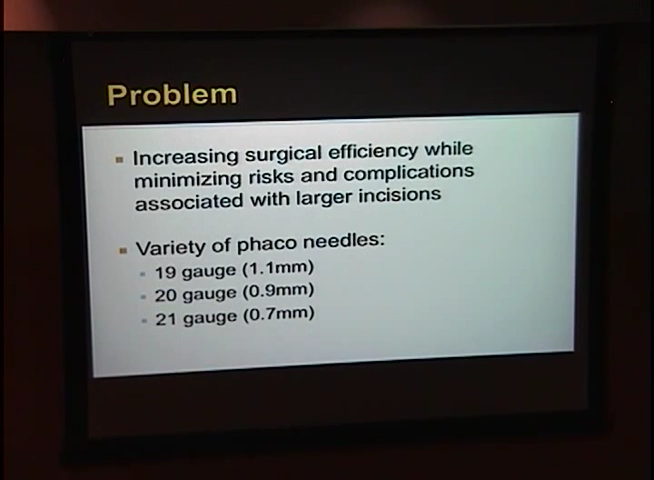 Problem
Increasing surgical efficiency while
minimizing risks and complications
associated with larger incisions
Variety of phaco needles:
19 gauge (1.1mm)
20 gauge (0.9mm)
21 gauge (0.7mm)